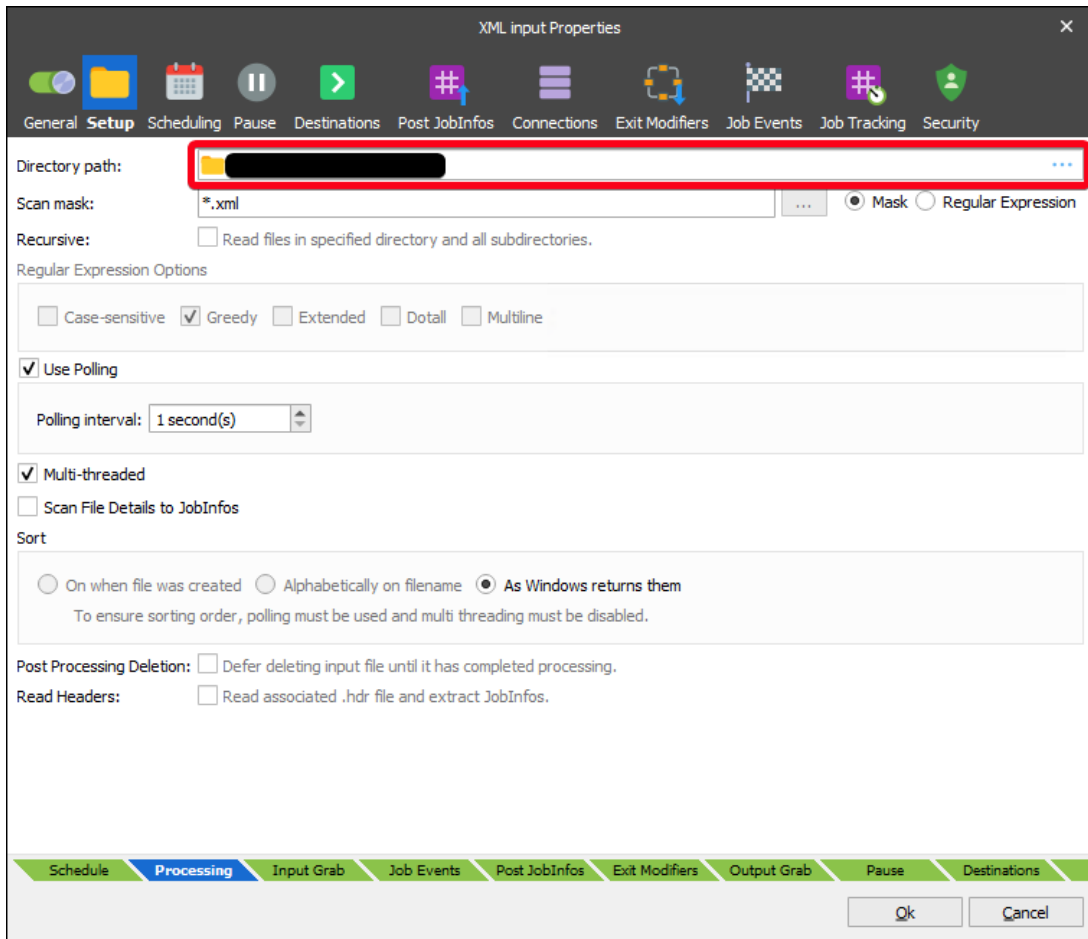 XML input Properties
General Setup Scheduling Pause Destinations Post JobInfos Connections Exit Modifiers Job Events Job Tracking Security
Directory path: ...
Scan mask: *.xml ... Mask Regular Expression
Recursive: Read files in specified directory and all subdirectories.
Regular Expression Options
Case-sensitive Greedy Extended Dotall Multiline
Use Polling
Polling interval: 1 second(s)
Multi-threaded
Scan File Details to JobInfos
Sort
On when file was created Alphabetically on filename As Windows returns them
To ensure sorting order, polling must be used and multi threading must be disabled.
Post Processing Deletion: Defer deleting input file until it has completed processing.
Read Headers: Read associated .hdr file and extract JobInfos.
Schedule Processing Input Grab Job Events Post JobInfos Exit Modifiers Output Grab Pause Destinations
Ok Cancel